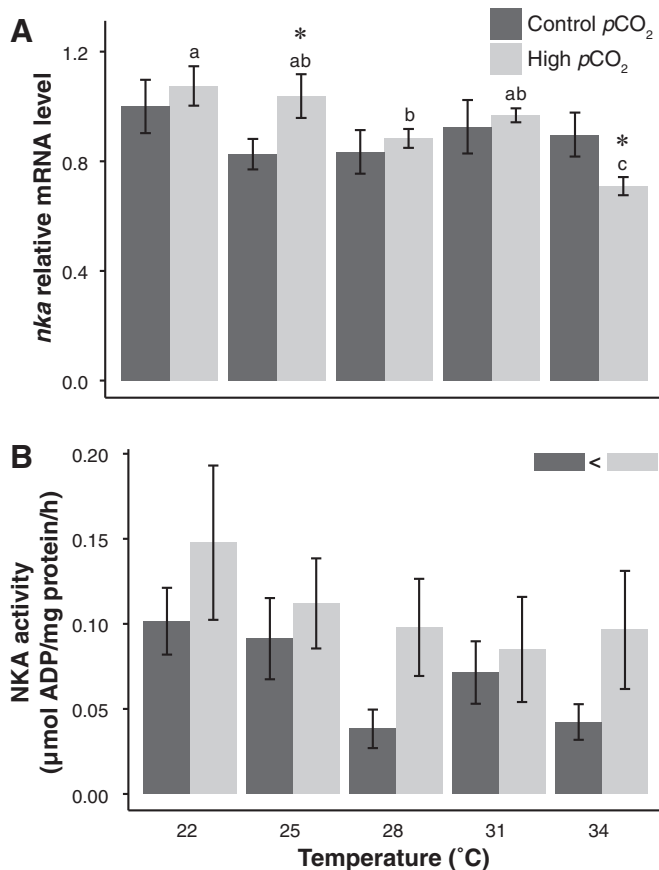 A
Control pCO₂
High pCO₂
nka relative mRNA level
1.2
0.8
0.4
0.0
a
*
ab
b
ab
*
c
B
<
NKA activity
(μmol ADP/mg protein/h)
0.20
0.15
0.10
0.05
0.00
22 25 28 31 34
Temperature (˚C)